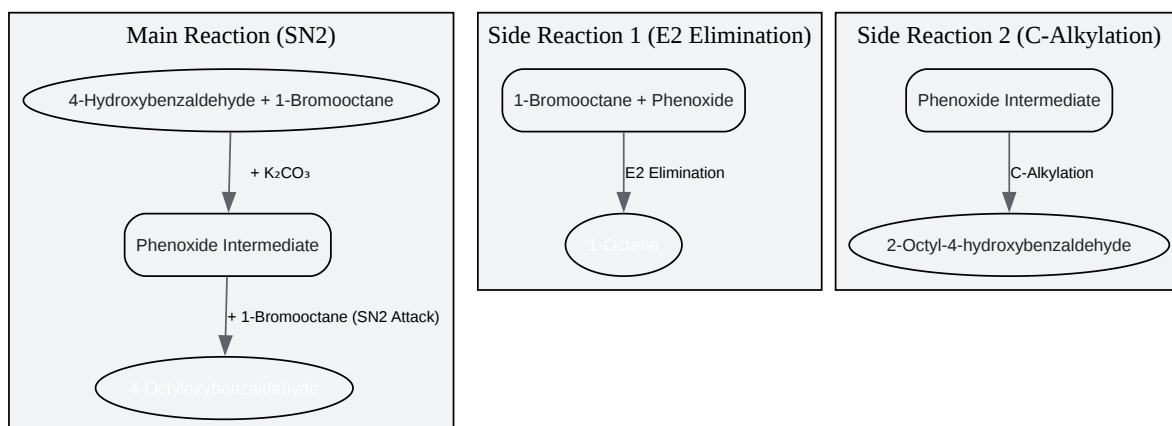 Main Reaction (SN2)
4-Hydroxybenzaldehyde + 1-Bromooctane
+ K₂CO₃
Phenoxide Intermediate
+ 1-Bromooctane (SN2 Attack)
4-Octyloxybenzaldehyde
Side Reaction 1 (E2 Elimination)
1-Bromooctane + Phenoxide
E2 Elimination
1-Octene
Side Reaction 2 (C-Alkylation)
Phenoxide Intermediate
C-Alkylation
2-Octyl-4-hydroxybenzaldehyde